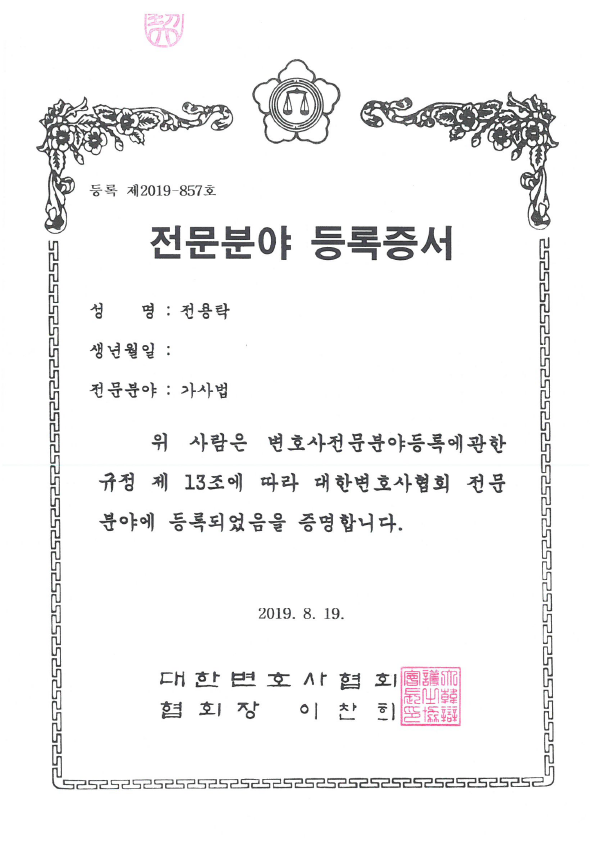 등록 제2019-857호
전문분야 등록증서
성 명 : 전용탁
생년월일 :
전문분야 : 가사법
위 사람은 변호사전문분야등록에관한
규정 제 13조에 따라 대한변호사협회 전문
분야에 등록되었음을 증명합니다.
2019. 8. 19.
대한변호사협회
협회장 이찬희